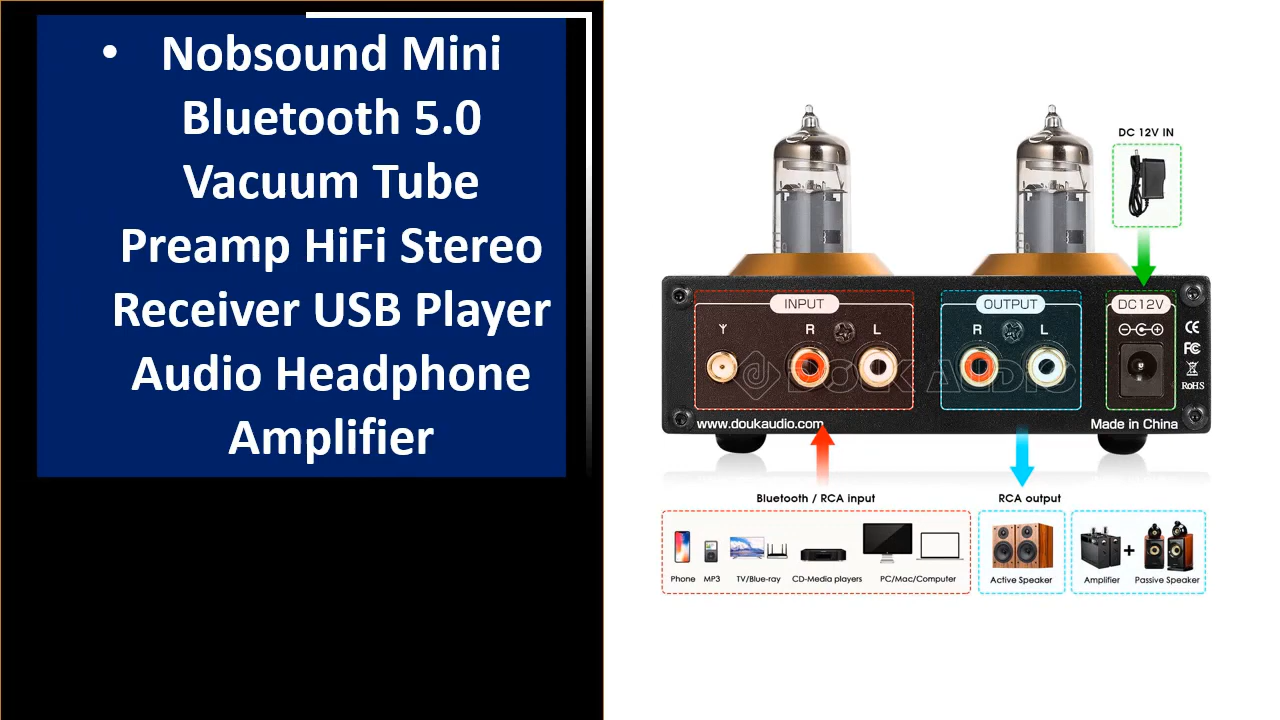 • Nobsound Mini
Bluetooth 5.0
Vacuum Tube
Preamp HiFi Stereo
Receiver USB Player
Audio Headphone
Amplifier
DC 12V IN
INPUT
OUTPUT
DC12V
R L
R L
CE
FC
RoHS
DOUK AUDIO
www.doukaudio.com
Made in China
Bluetooth / RCA input
RCA output
Phone MP3 TV/Blue-ray CD-Media players PC/Mac/Computer
Active Speaker
Amplifier + Passive Speaker